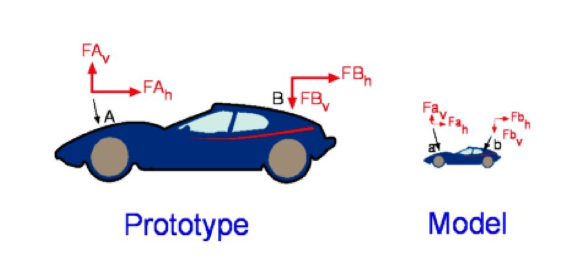 FAv
FAh
A
B
FBh
FBv
Fav
Fah
a
Fbh
Fbv
b
Prototype
Model